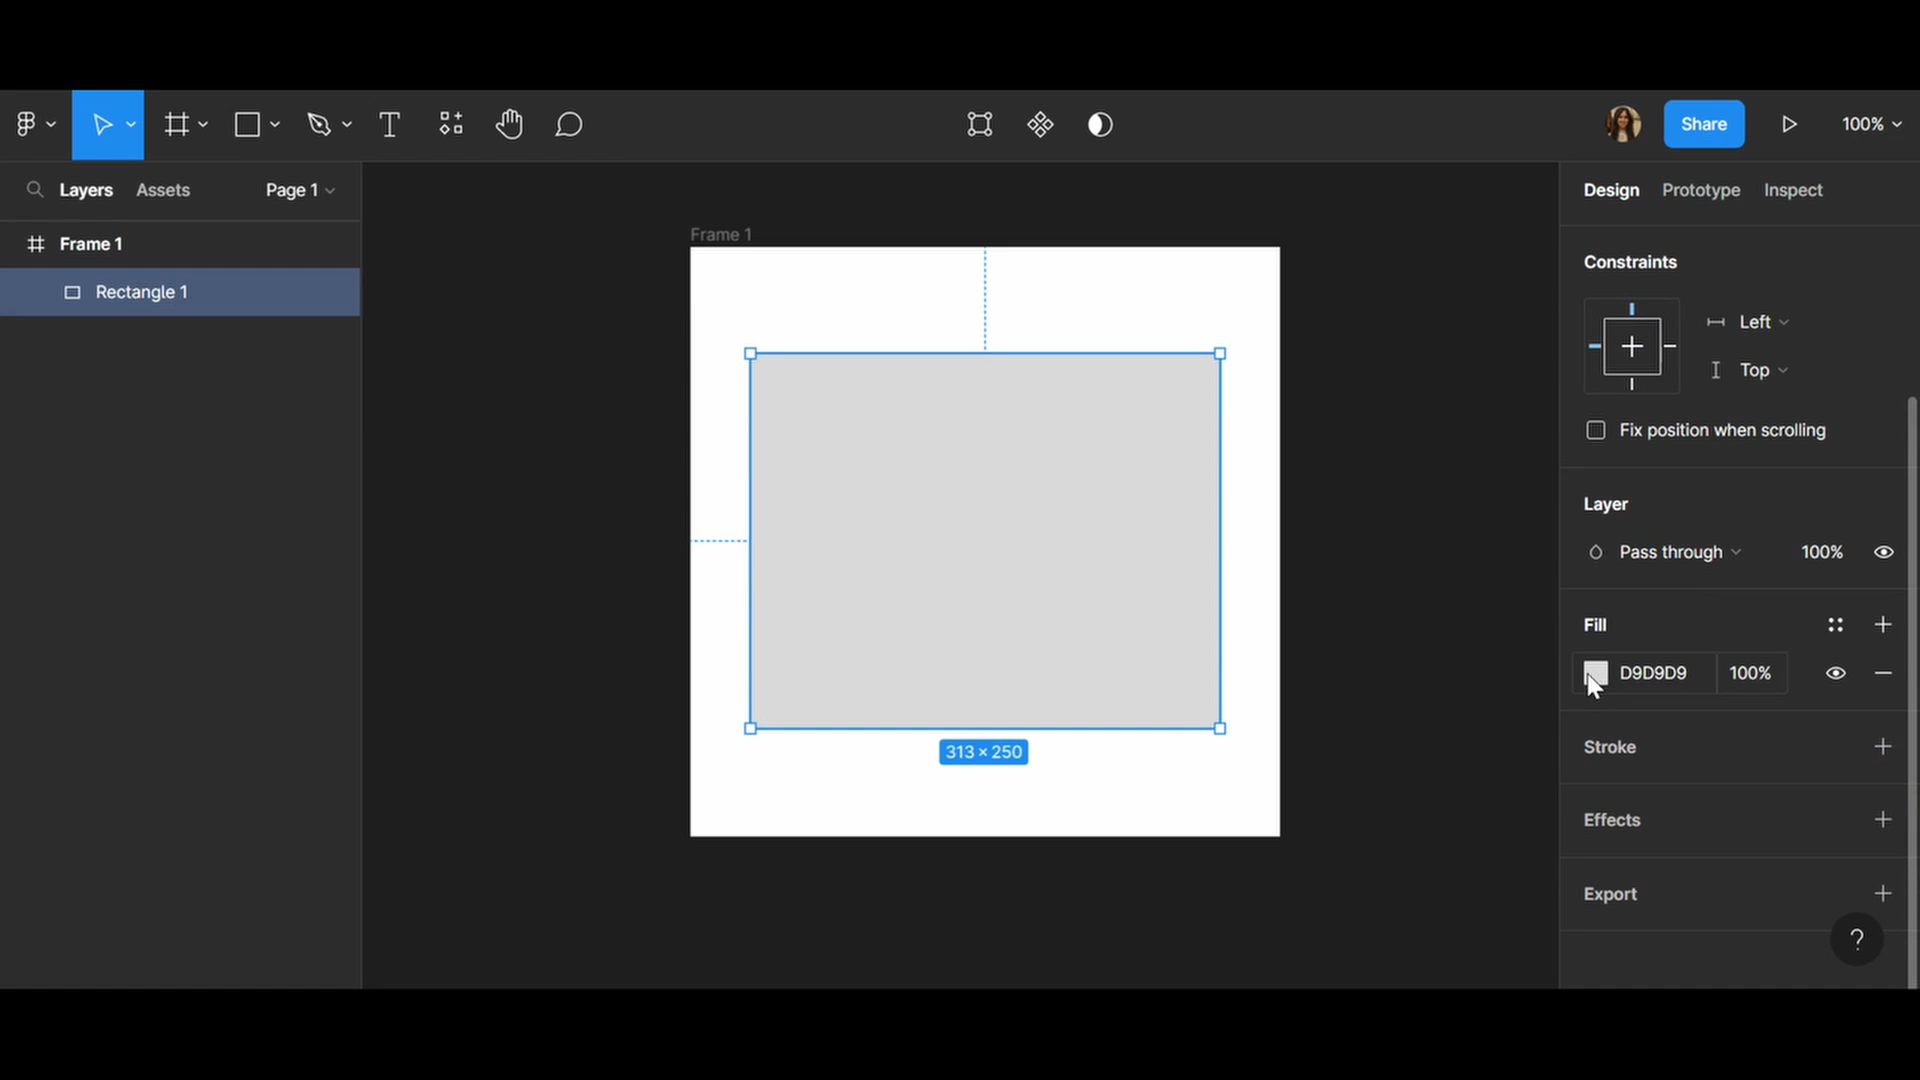 Share
100%
Layers Assets Page 1
Frame 1
Rectangle 1
Frame 1
313 × 250
Design Prototype Inspect
Constraints
Left
Top
Fix position when scrolling
Layer
Pass through 100%
Fill
D9D9D9 100%
Stroke
Effects
Export
?